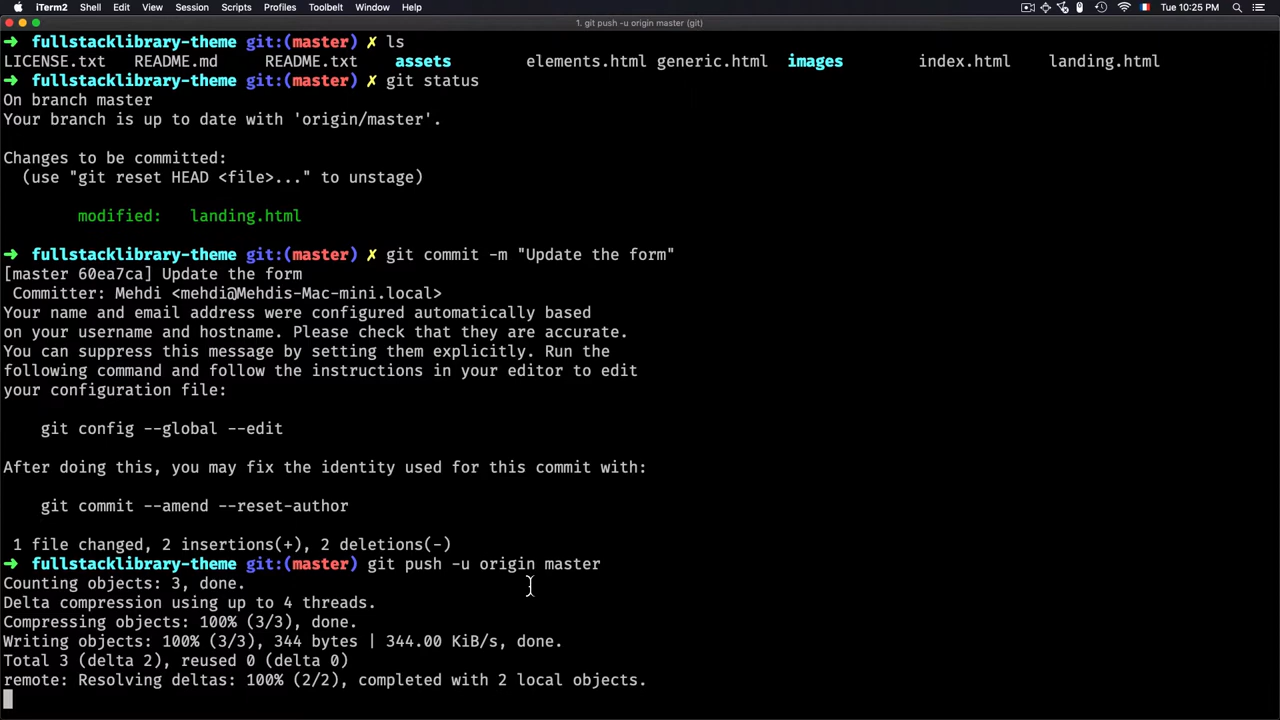 iTerm2 Shell Edit View Session Scripts Profiles Toolbelt Window Help Tue 10:25 PM
1. git push -u origin master (git)
➜ fullstacklibrary-theme git:(master) ✗ ls
LICENSE.txt README.md README.txt assets elements.html generic.html images index.html landing.html
➜ fullstacklibrary-theme git:(master) ✗ git status
On branch master
Your branch is up to date with 'origin/master'.
Changes to be committed:
(use "git reset HEAD <file>..." to unstage)
modified: landing.html
➜ fullstacklibrary-theme git:(master) ✗ git commit -m "Update the form"
[master 60ea7ca] Update the form
Committer: Mehdi <mehdi@Mehdis-Mac-mini.local>
Your name and email address were configured automatically based
on your username and hostname. Please check that they are accurate.
You can suppress this message by setting them explicitly. Run the
following command and follow the instructions in your editor to edit
your configuration file:
git config --global --edit
After doing this, you may fix the identity used for this commit with:
git commit --amend --reset-author
1 file changed, 2 insertions(+), 2 deletions(-)
➜ fullstacklibrary-theme git:(master) git push -u origin master
Counting objects: 3, done.
Delta compression using up to 4 threads.
Compressing objects: 100% (3/3), done.
Writing objects: 100% (3/3), 344 bytes | 344.00 KiB/s, done.
Total 3 (delta 2), reused 0 (delta 0)
remote: Resolving deltas: 100% (2/2), completed with 2 local objects.